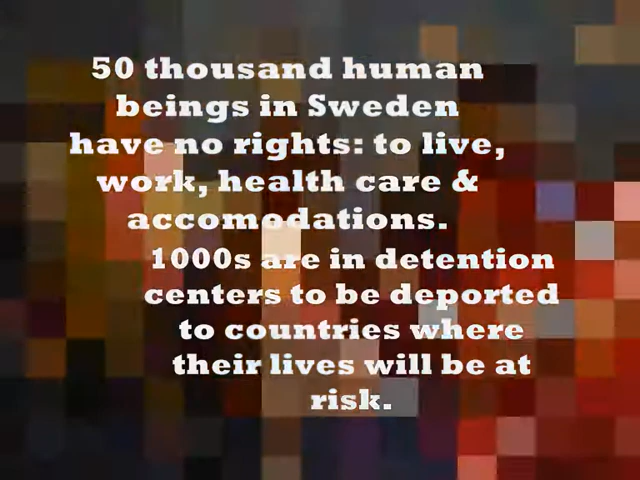 50 thousand human
beings in Sweden
have no rights: to live,
work, health care &
accomodations.
1000s are in detention
centers to be deported
to countries where
their lives will be at
risk.